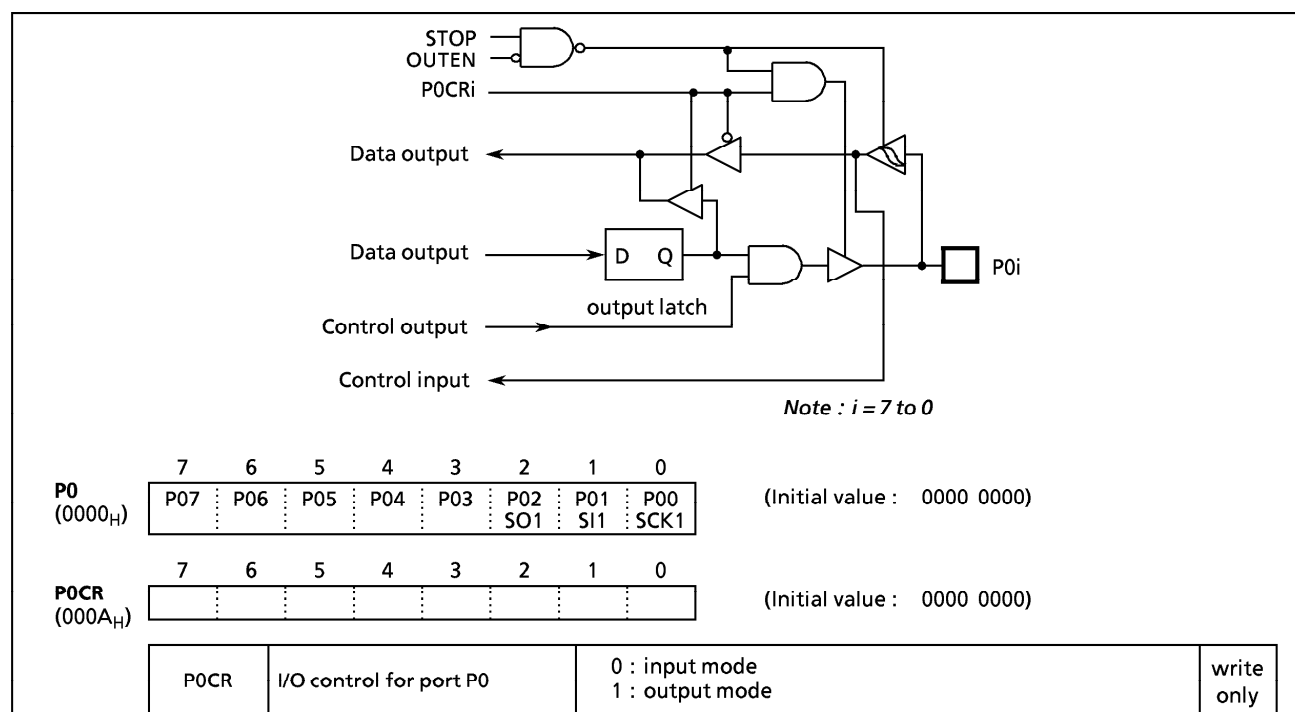 STOP
OUTEN
P0CRi
Data output
Data output
D Q
P0i
output latch
Control output
Control input
Note : i = 7 to 0
7 6 5 4 3 2 1 0
P0 P07 P06 P05 P04 P03 P02 P01 P00 (Initial value : 0000 0000)
(0000H) SO1 SI1 SCK1
7 6 5 4 3 2 1 0
P0CR (Initial value : 0000 0000)
(000AH)
P0CR I/O control for port P0 0 : input mode write
1 : output mode only